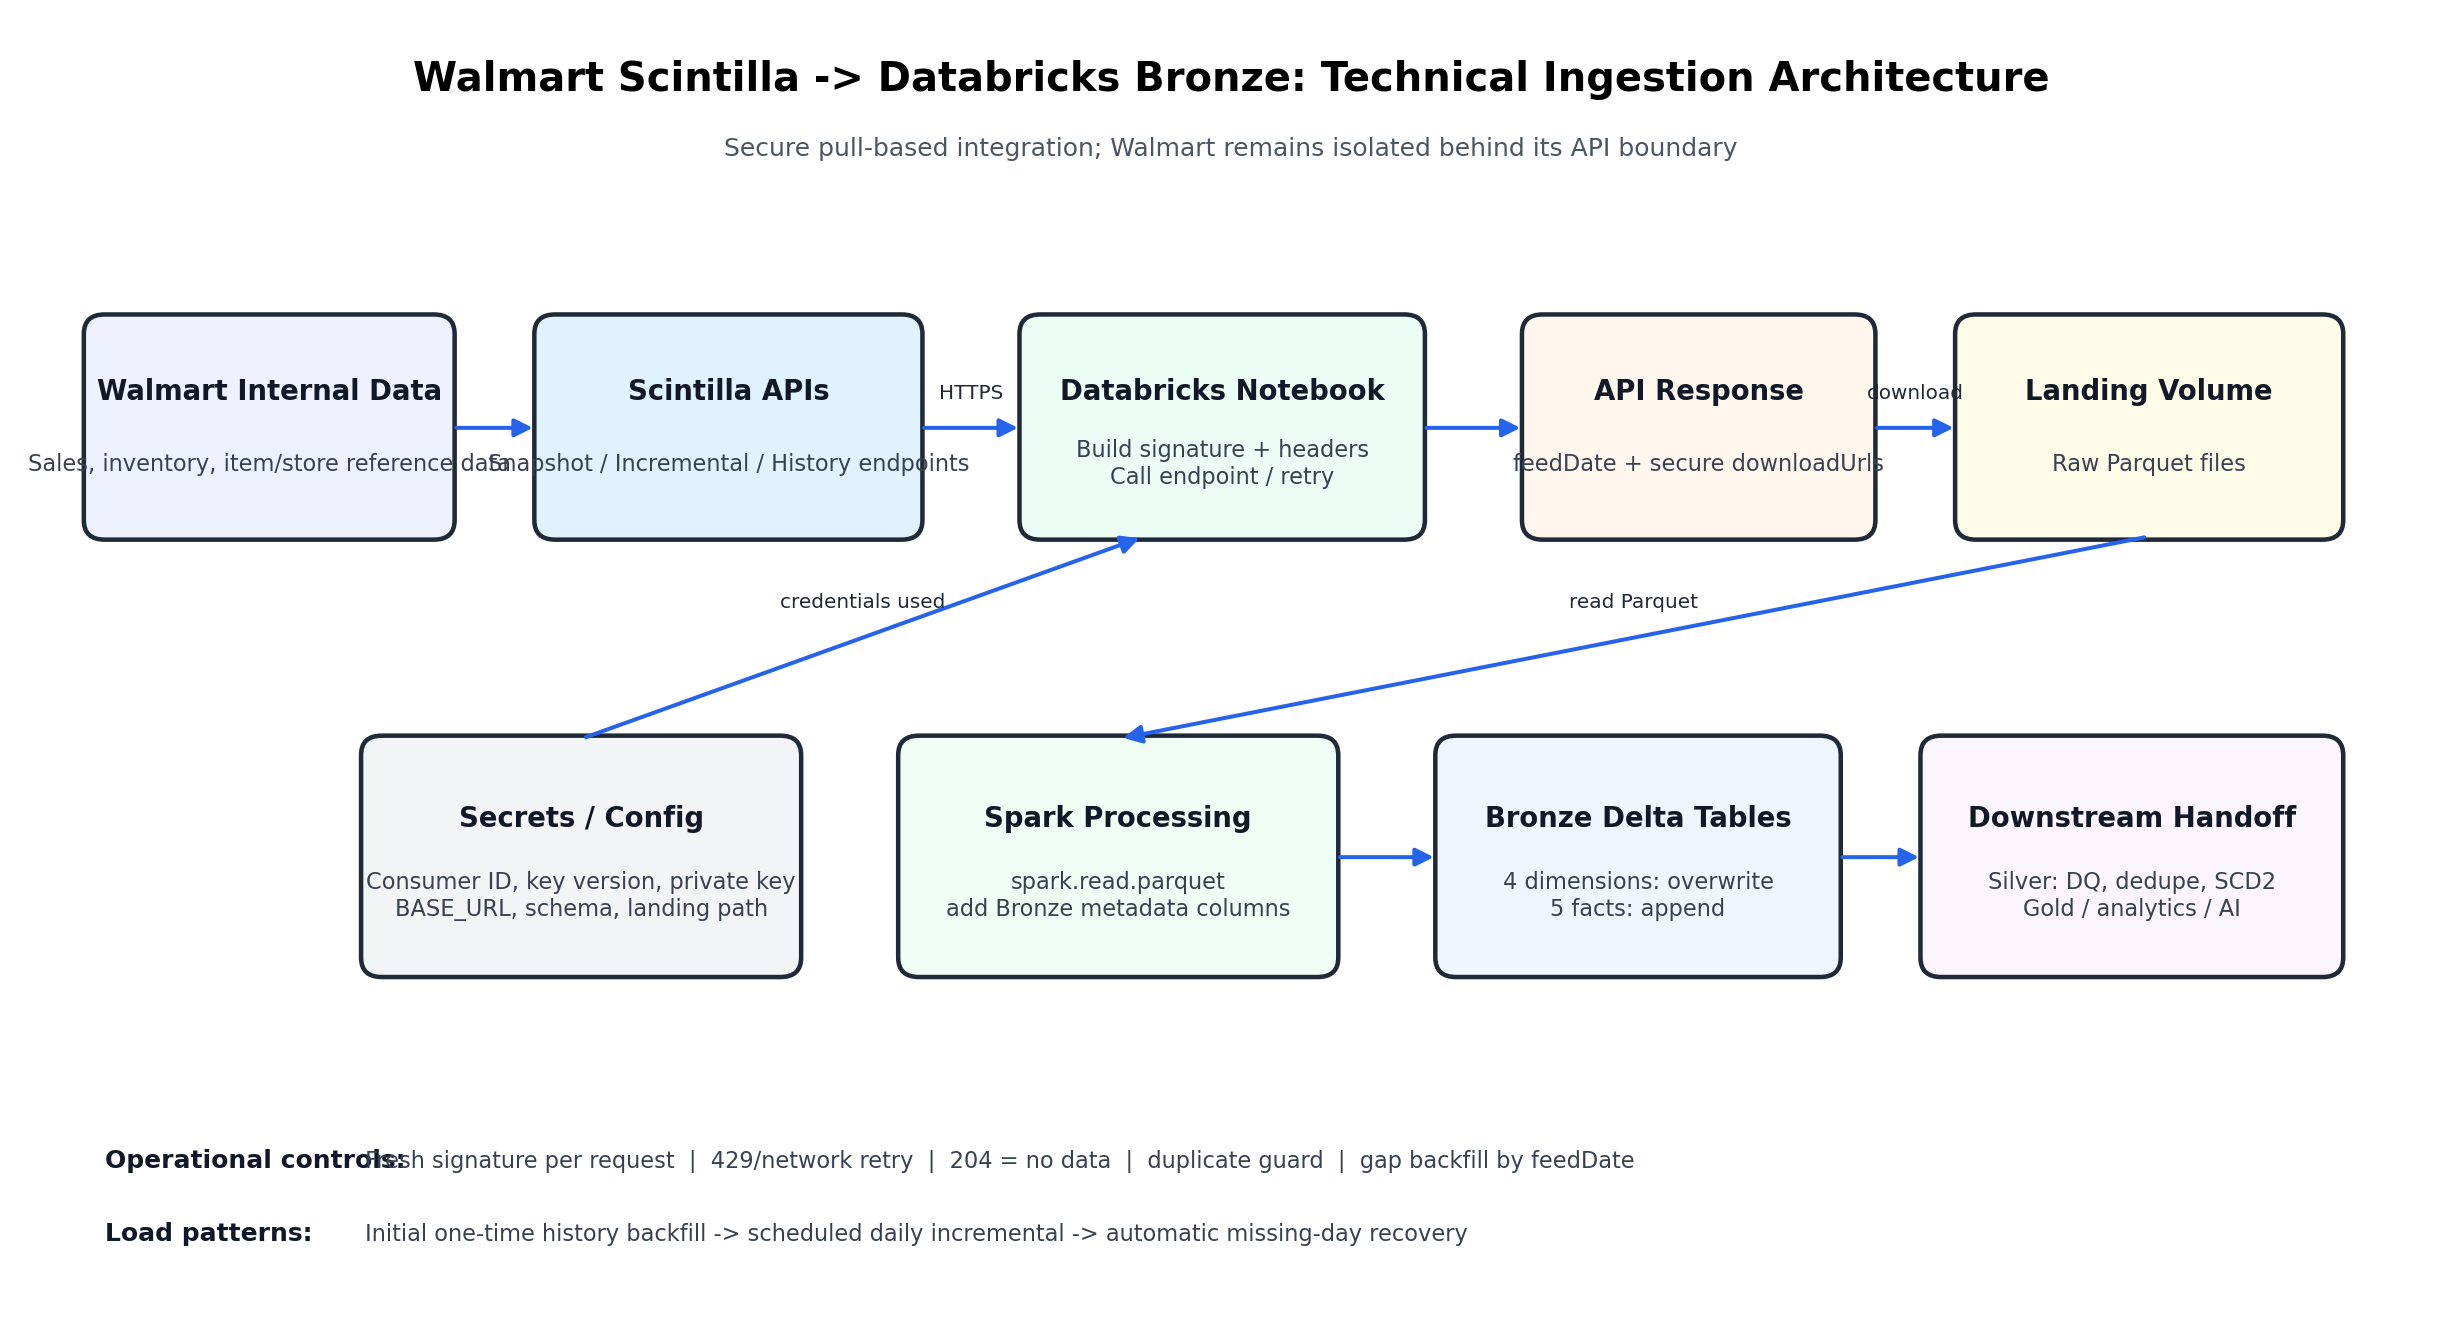 Walmart Scintilla -> Databricks Bronze: Technical Ingestion Architecture
Secure pull-based integration; Walmart remains isolated behind its API boundary
Walmart Internal Data
Sales, inventory, item/store reference data
Scintilla APIs
Snapshot / Incremental / History endpoints
HTTPS
Databricks Notebook
Build signature + headers
Call endpoint / retry
API Response
feedDate + secure downloadUrls
download
Landing Volume
Raw Parquet files
credentials used
read Parquet
Secrets / Config
Consumer ID, key version, private key
BASE_URL, schema, landing path
Spark Processing
spark.read.parquet
add Bronze metadata columns
Bronze Delta Tables
4 dimensions: overwrite
5 facts: append
Downstream Handoff
Silver: DQ, dedupe, SCD2
Gold / analytics / AI
Operational controls: Fresh signature per request | 429/network retry | 204 = no data | duplicate guard | gap backfill by feedDate
Load patterns: Initial one-time history backfill -> scheduled daily incremental -> automatic missing-day recovery